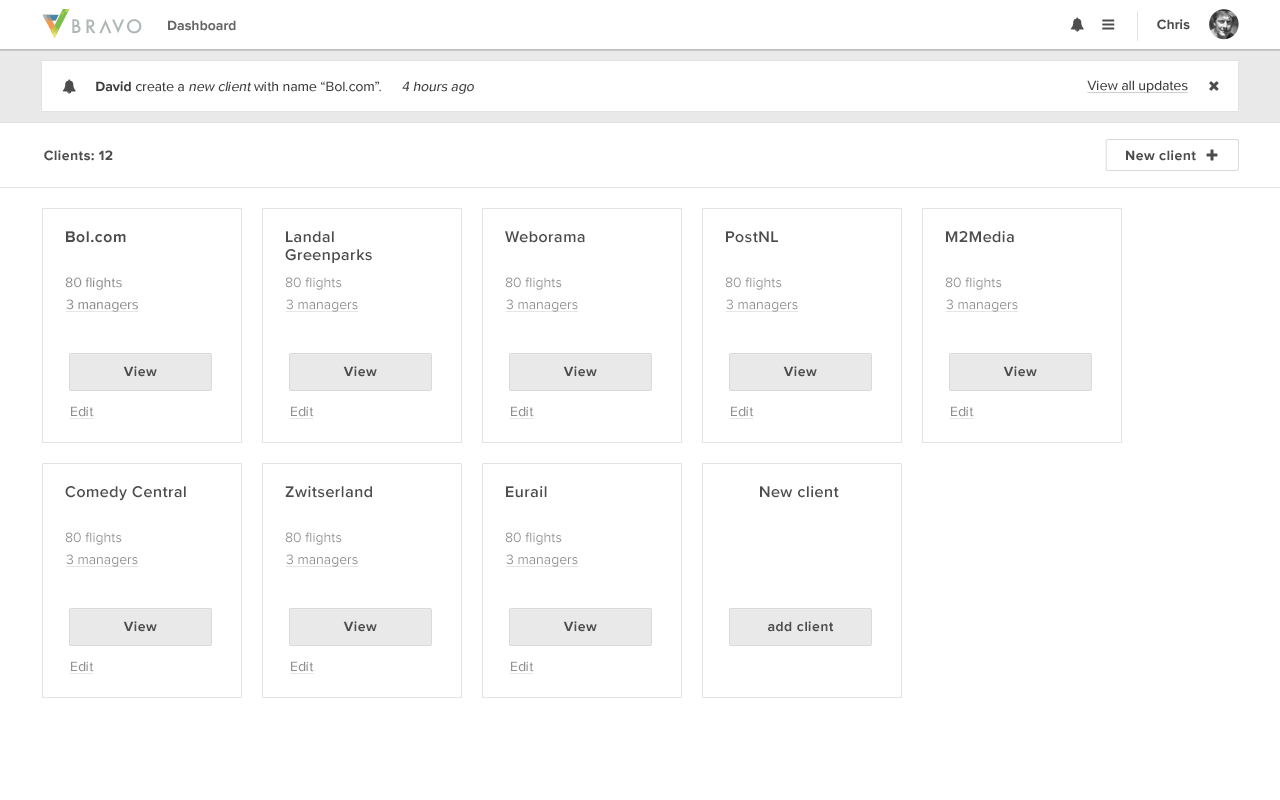 BRAVO Dashboard Chris
David create a new client with name “Bol.com”. 4 hours ago View all updates
Clients: 12 New client
Bol.com
80 flights
3 managers
View
Edit
Landal
Greenparks
80 flights
3 managers
View
Edit
Weborama
80 flights
3 managers
View
Edit
PostNL
80 flights
3 managers
View
Edit
M2Media
80 flights
3 managers
View
Edit
Comedy Central
80 flights
3 managers
View
Edit
Zwitserland
80 flights
3 managers
View
Edit
Eurail
80 flights
3 managers
View
Edit
New client
add client